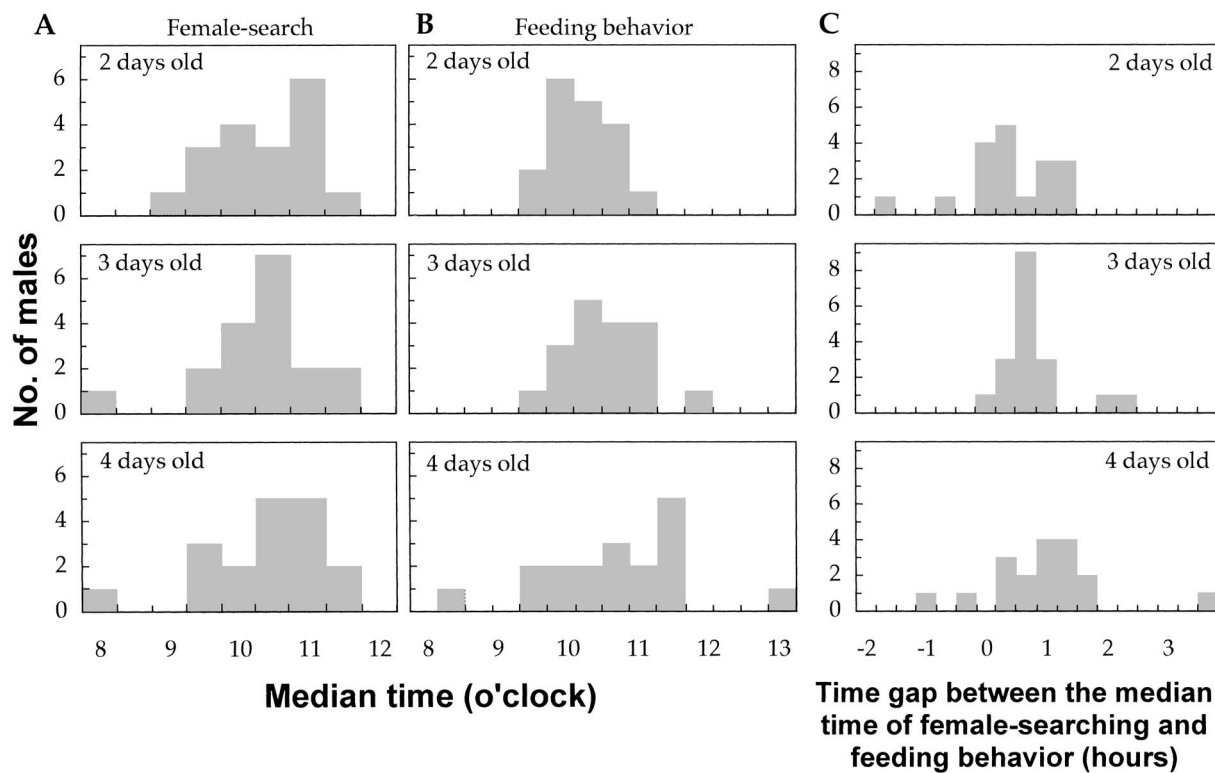 A
Female-search
B
Feeding behavior
C
2 days old
6
4
2
0
2 days old
2 days old
8
6
4
2
0
No. of males
3 days old
6
4
2
0
3 days old
3 days old
8
6
4
2
0
4 days old
6
4
2
0
4 days old
4 days old
8
6
4
2
0
8 9 10 11 12
8 9 10 11 12 13
-2 -1 0 1 2 3
Median time (o'clock)
Time gap between the median
time of female-searching and
feeding behavior (hours)